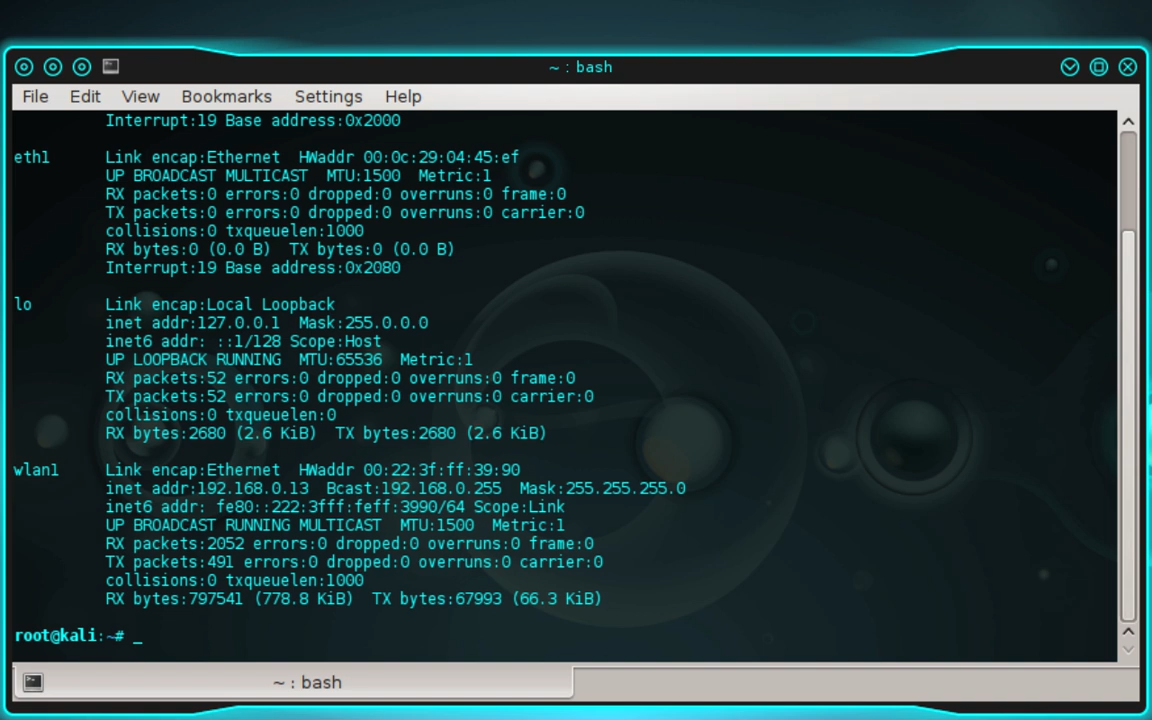 ~ : bash
File Edit View Bookmarks Settings Help
Interrupt:19 Base address:0x2000
eth1 Link encap:Ethernet HWaddr 00:0c:29:04:45:ef
UP BROADCAST MULTICAST MTU:1500 Metric:1
RX packets:0 errors:0 dropped:0 overruns:0 frame:0
TX packets:0 errors:0 dropped:0 overruns:0 carrier:0
collisions:0 txqueuelen:1000
RX bytes:0 (0.0 B) TX bytes:0 (0.0 B)
Interrupt:19 Base address:0x2080
lo Link encap:Local Loopback
inet addr:127.0.0.1 Mask:255.0.0.0
inet6 addr: ::1/128 Scope:Host
UP LOOPBACK RUNNING MTU:65536 Metric:1
RX packets:52 errors:0 dropped:0 overruns:0 frame:0
TX packets:52 errors:0 dropped:0 overruns:0 carrier:0
collisions:0 txqueuelen:0
RX bytes:2680 (2.6 KiB) TX bytes:2680 (2.6 KiB)
wlan1 Link encap:Ethernet HWaddr 00:22:3f:ff:39:90
inet addr:192.168.0.13 Bcast:192.168.0.255 Mask:255.255.255.0
inet6 addr: fe80::222:3fff:feff:3990/64 Scope:Link
UP BROADCAST RUNNING MULTICAST MTU:1500 Metric:1
RX packets:2052 errors:0 dropped:0 overruns:0 frame:0
TX packets:491 errors:0 dropped:0 overruns:0 carrier:0
collisions:0 txqueuelen:1000
RX bytes:797541 (778.8 KiB) TX bytes:67993 (66.3 KiB)
root@kali:~# _
~ : bash